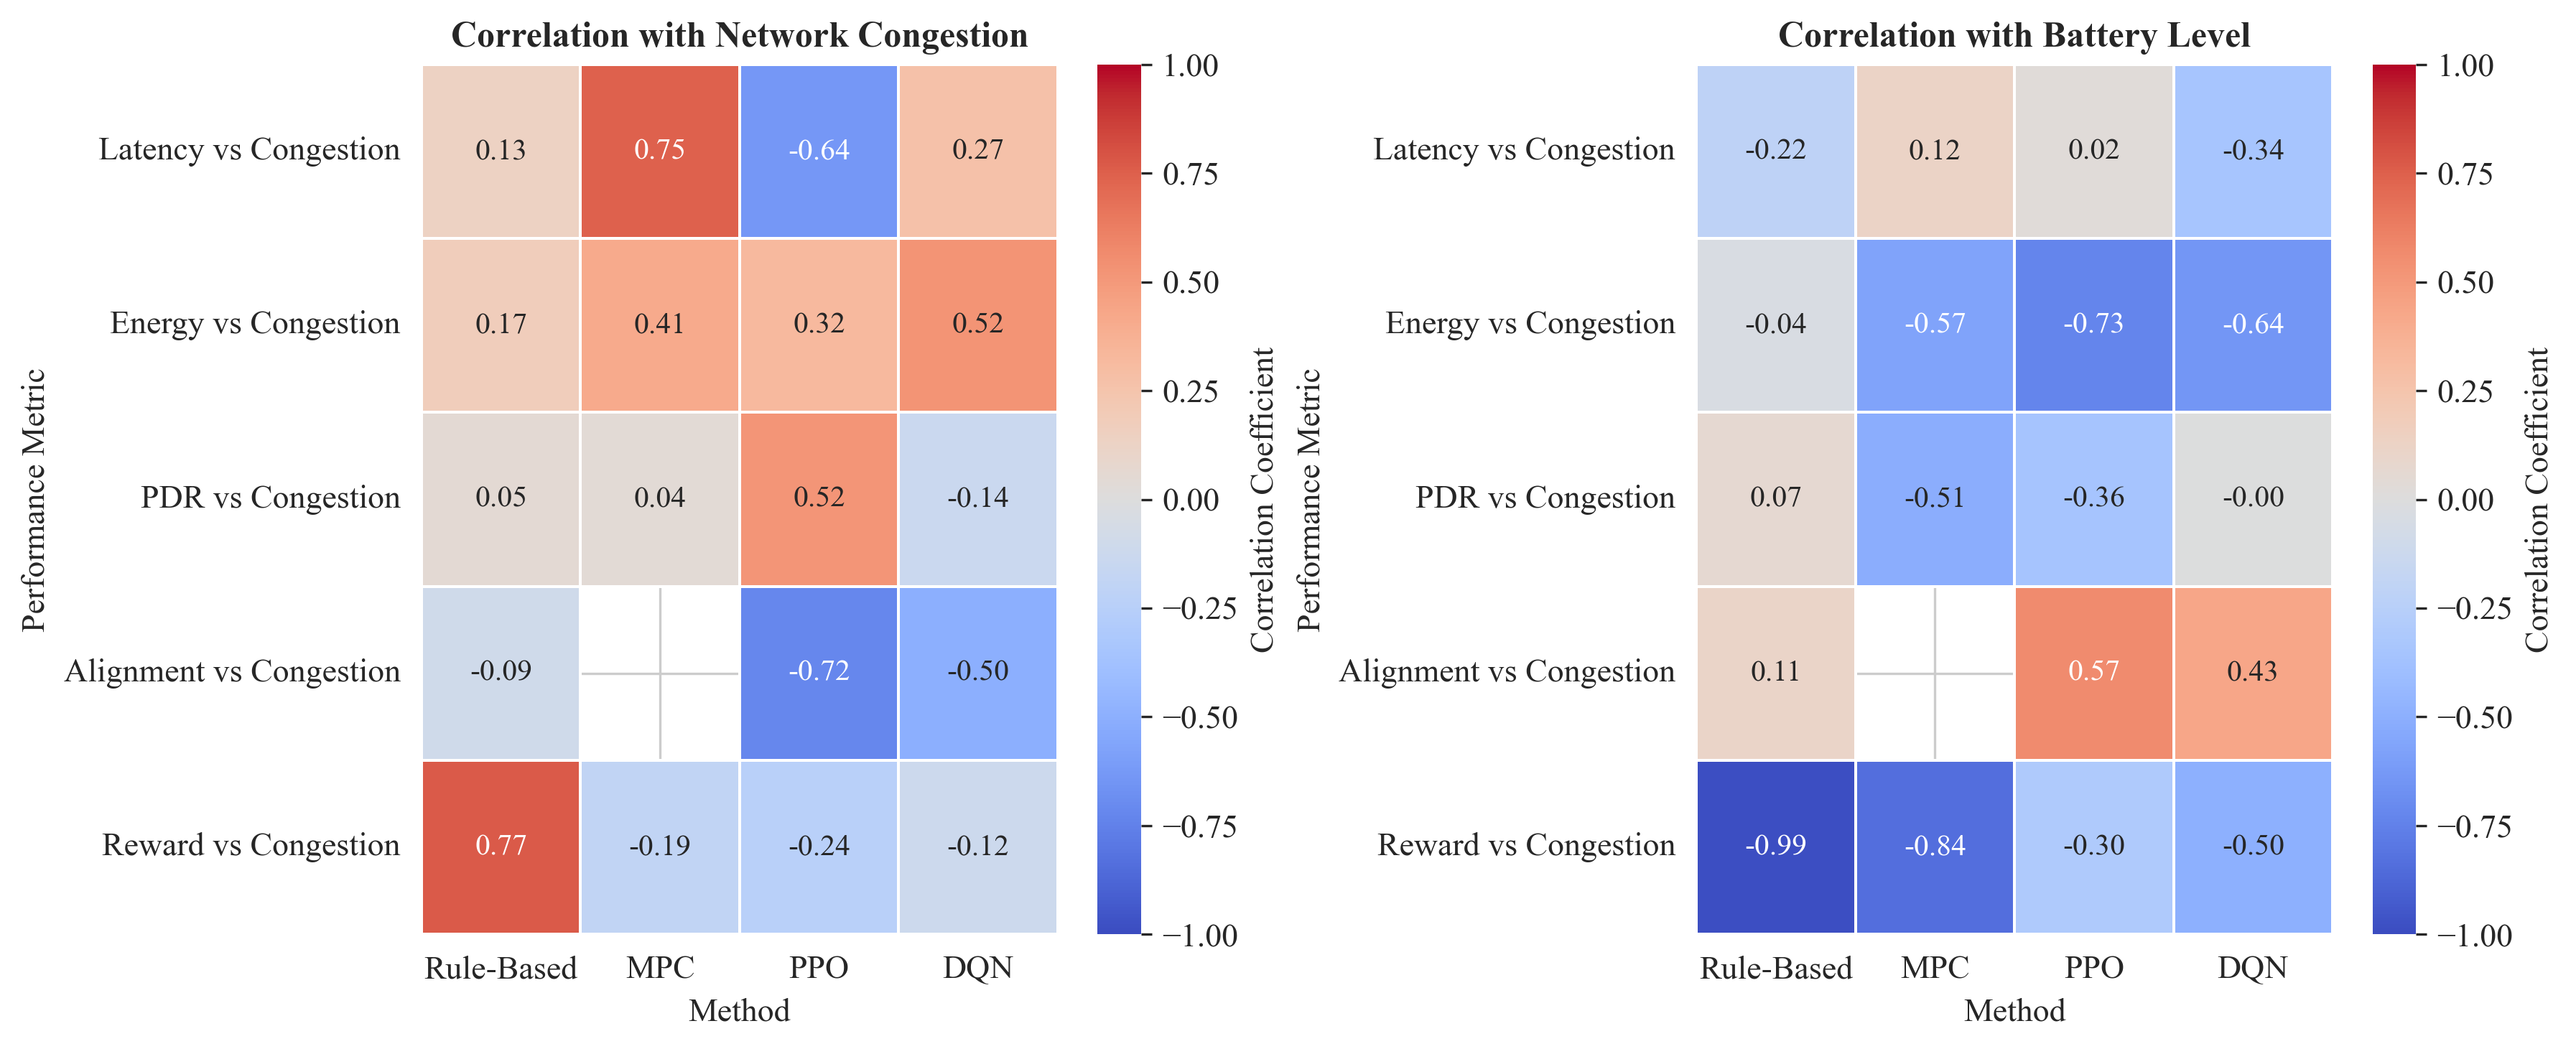 Correlation with Network Congestion
Performance Metric
Latency vs Congestion 0.13 0.75 -0.64 0.27
Energy vs Congestion 0.17 0.41 0.32 0.52
PDR vs Congestion 0.05 0.04 0.52 -0.14
Alignment vs Congestion -0.09 -0.72 -0.50
Reward vs Congestion 0.77 -0.19 -0.24 -0.12
Rule-Based MPC PPO DQN
Method
1.00
0.75
0.50
0.25
0.00
−0.25
−0.50
−0.75
−1.00
Correlation Coefficient
Correlation with Battery Level
Performance Metric
Latency vs Congestion -0.22 0.12 0.02 -0.34
Energy vs Congestion -0.04 -0.57 -0.73 -0.64
PDR vs Congestion 0.07 -0.51 -0.36 -0.00
Alignment vs Congestion 0.11 0.57 0.43
Reward vs Congestion -0.99 -0.84 -0.30 -0.50
Rule-Based MPC PPO DQN
Method
1.00
0.75
0.50
0.25
0.00
−0.25
−0.50
−0.75
−1.00
Correlation Coefficient